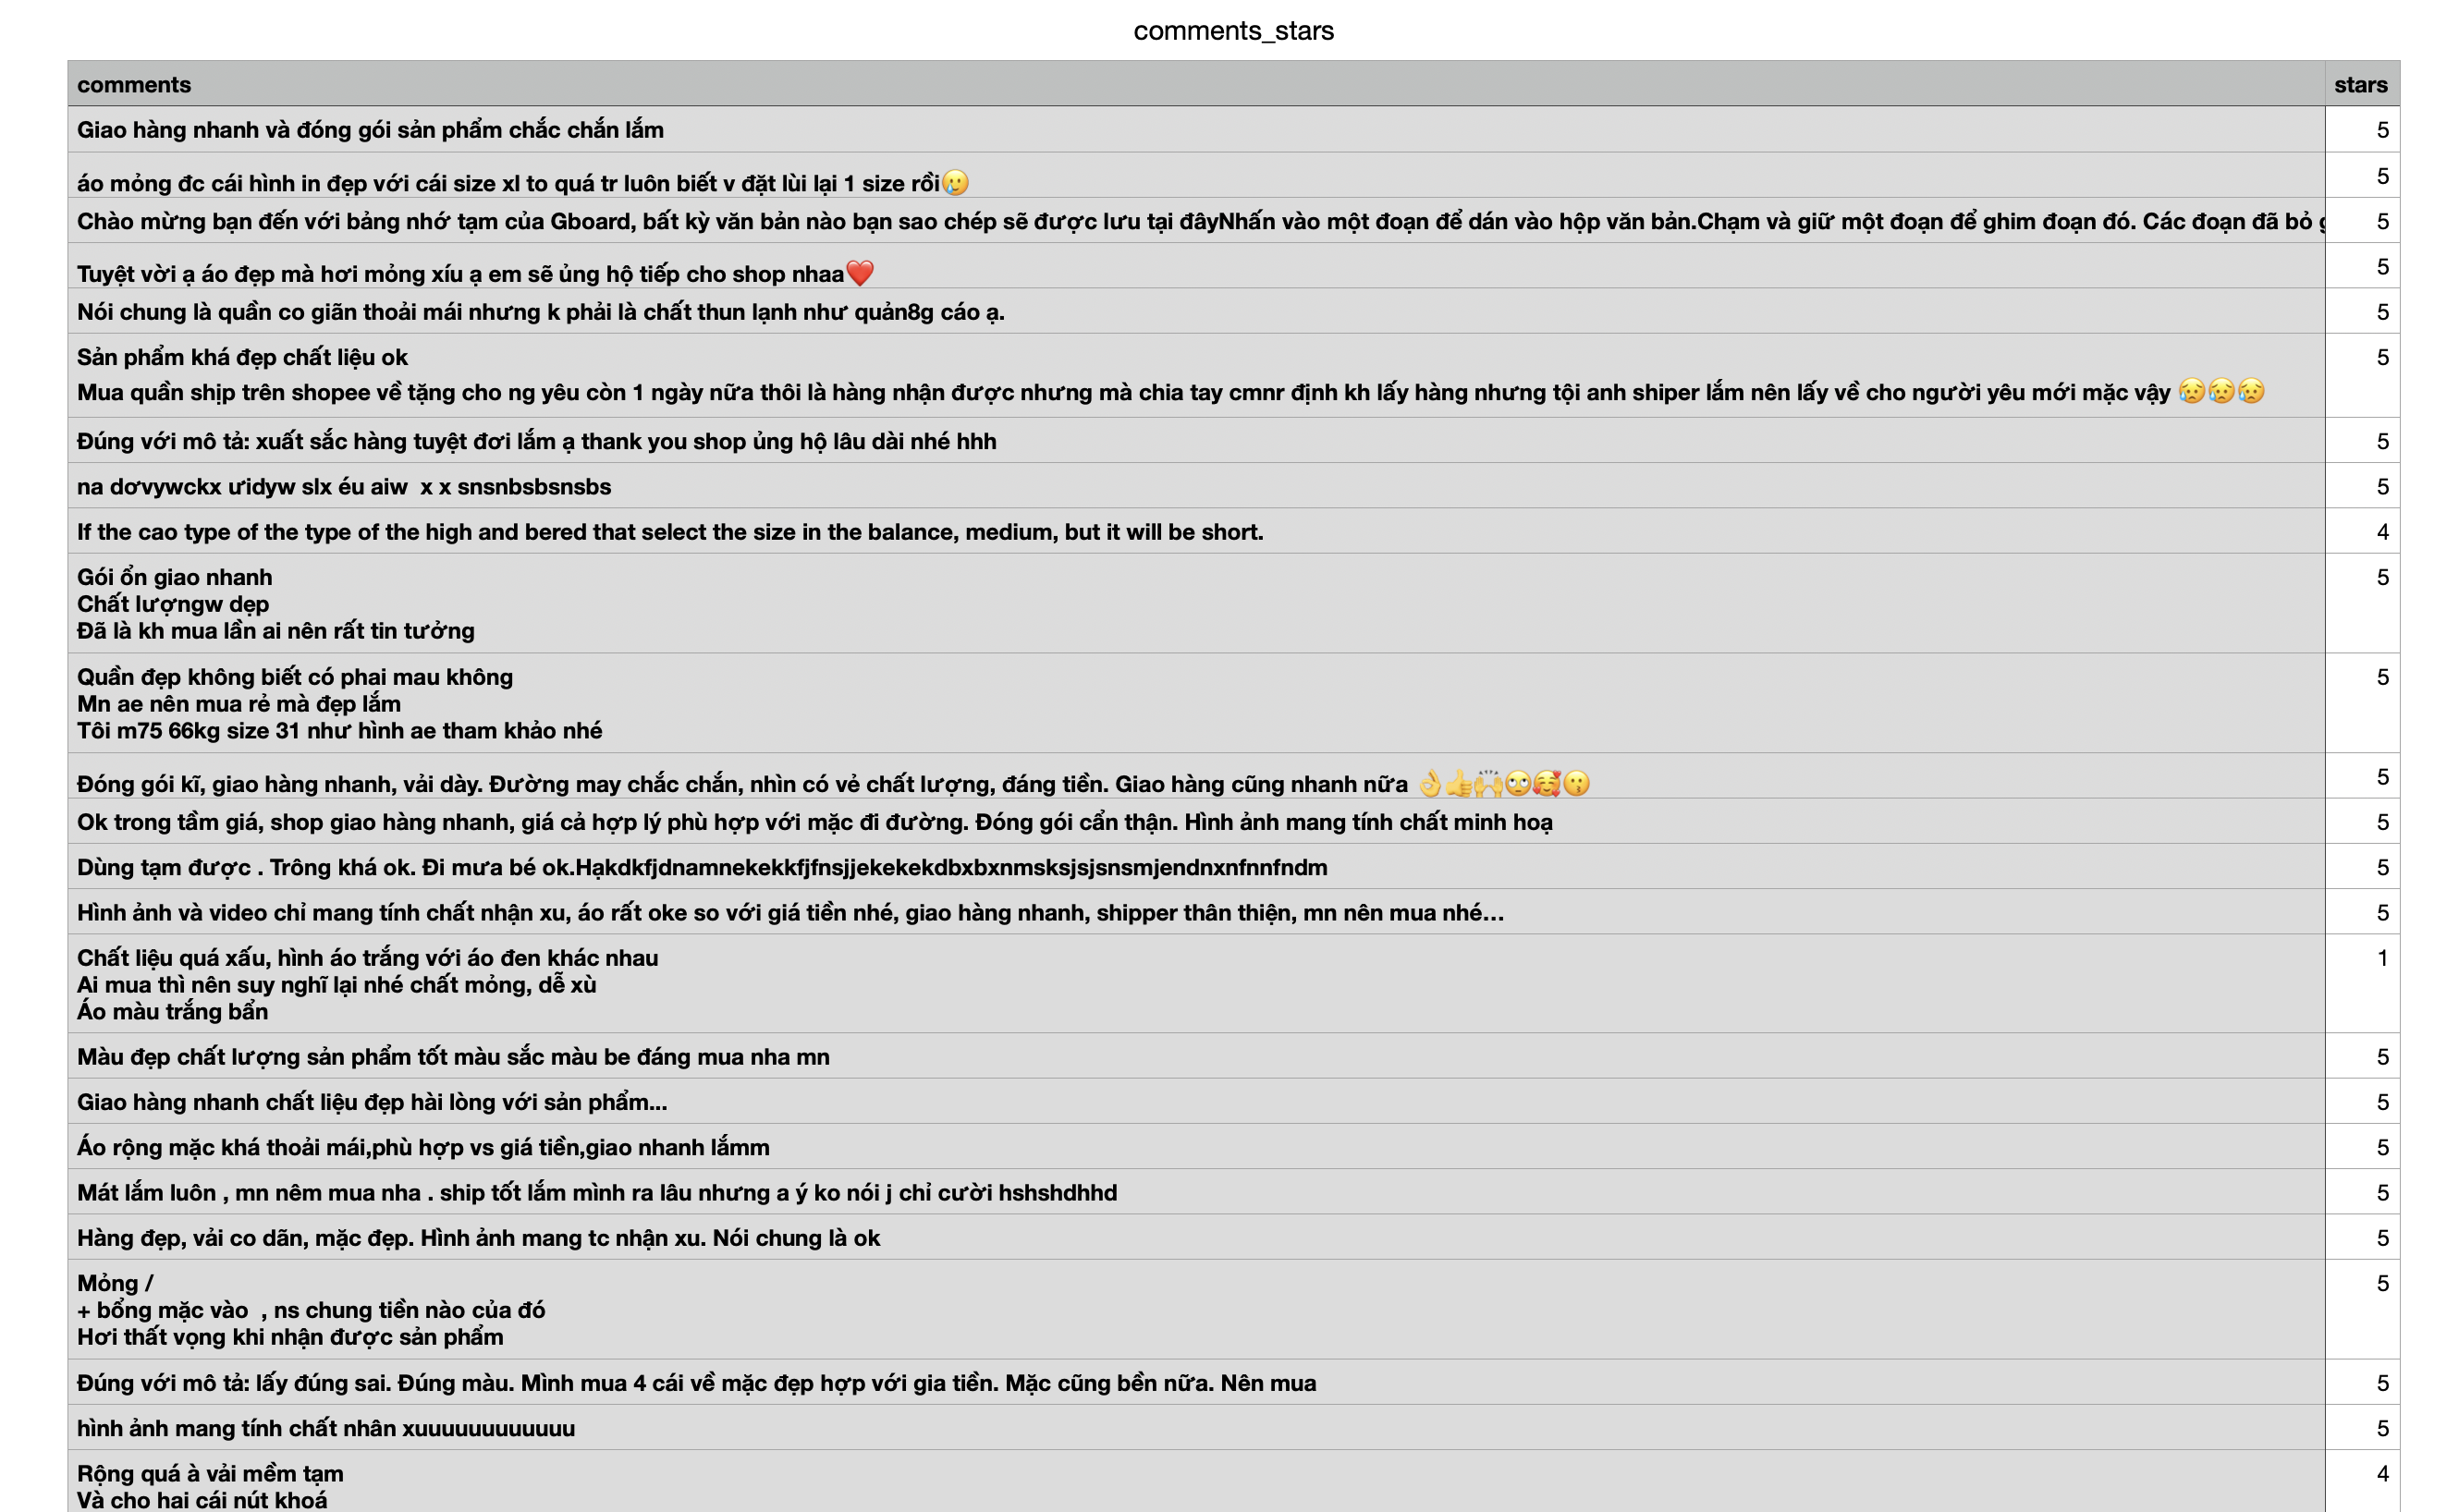 comments_stars
comments stars
Giao hàng nhanh và đóng gói sản phẩm chắc chắn lắm 5
áo mỏng đc cái hình in đẹp với cái size xl to quá tr luôn biết v đặt lùi lại 1 size rồi🥲 5
Chào mừng bạn đến với bảng nhớ tạm của Gboard, bất kỳ văn bản nào bạn sao chép sẽ được lưu tại đâyNhấn vào một đoạn để dán vào hộp văn bản.Chạm và giữ một đoạn để ghim đoạn đó. Các đoạn đã bỏ 5
Tuyệt vời ạ áo đẹp mà hơi mỏng xíu ạ em sẽ ủng hộ tiếp cho shop nhaa❤️ 5
Nói chung là quần co giãn thoải mái nhưng k phải là chất thun lạnh như quản8g cáo ạ. 5
Sản phẩm khá đẹp chất liệu ok 5
Mua quần ship trên shopee về tặng cho ng yêu còn 1 ngày nữa thôi là hàng nhận được nhưng mà chia tay cmnr định kh lấy hàng nhưng tội anh shiper lắm nên lấy về cho người yêu mới mặc vậy 😥😥😥
Đúng với mô tả: xuất sắc hàng tuyệt đơi lắm ạ thank you shop ủng hộ lâu dài nhé hhh 5
na dơvywckx ưidyw slx éu aiw  x x snsnbsbsnsbs 5
If the cao type of the type of the high and bered that select the size in the balance, medium, but it will be short. 4
Gói ổn giao nhanh 5
Chất lượngw dẹp
Đã là kh mua lần ai nên rất tin tưởng
Quần đẹp không biết có phai mau không 5
Mn ae nên mua rẻ mà đẹp lắm
Tôi m75 66kg size 31 như hình ae tham khảo nhé
Đóng gói kĩ, giao hàng nhanh, vải dày. Đường may chắc chắn, nhìn có vẻ chất lượng, đáng tiền. Giao hàng cũng nhanh nữa 👌👍🙌🙄🥰😗 5
Ok trong tầm giá, shop giao hàng nhanh, giá cả hợp lý phù hợp với mặc đi đường. Đóng gói cẩn thận. Hình ảnh mang tính chất minh hoạ 5
Dùng tạm được . Trông khá ok. Đi mưa bé ok.Hạkdkfjdnamnekekkfjfnsjjekekekdbxbxnmsksjsjsnsmjendnxnfnnfndm 5
Hình ảnh và video chỉ mang tính chất nhận xu, áo rất oke so với giá tiền nhé, giao hàng nhanh, shipper thân thiện, mn nên mua nhé… 5
Chất liệu quá xấu, hình áo trắng với áo đen khác nhau 1
Ai mua thì nên suy nghĩ lại nhé chất mỏng, dễ xù
Áo màu trắng bẩn
Màu đẹp chất lượng sản phẩm tốt màu sắc màu be đáng mua nha mn 5
Giao hàng nhanh chất liệu đẹp hài lòng với sản phẩm... 5
Áo rộng mặc khá thoải mái,phù hợp vs giá tiền,giao nhanh lắmm 5
Mát lắm luôn , mn nêm mua nha . ship tốt lắm mình ra lâu nhưng a ý ko nói j chỉ cười hshshdhhd 5
Hàng đẹp, vải co dãn, mặc đẹp. Hình ảnh mang tc nhận xu. Nói chung là ok 5
Mỏng / 5
+ bổng mặc vào  , ns chung tiền nào của đó
Hơi thất vọng khi nhận được sản phẩm
Đúng với mô tả: lấy đúng sai. Đúng màu. Mình mua 4 cái về mặc đẹp hợp với gia tiền. Mặc cũng bền nữa. Nên mua 5
hình ảnh mang tính chất nhân xuuuuuuuuuuuu 5
Rộng quá à vải mềm tạm 4
Và cho hai cái nút khoá